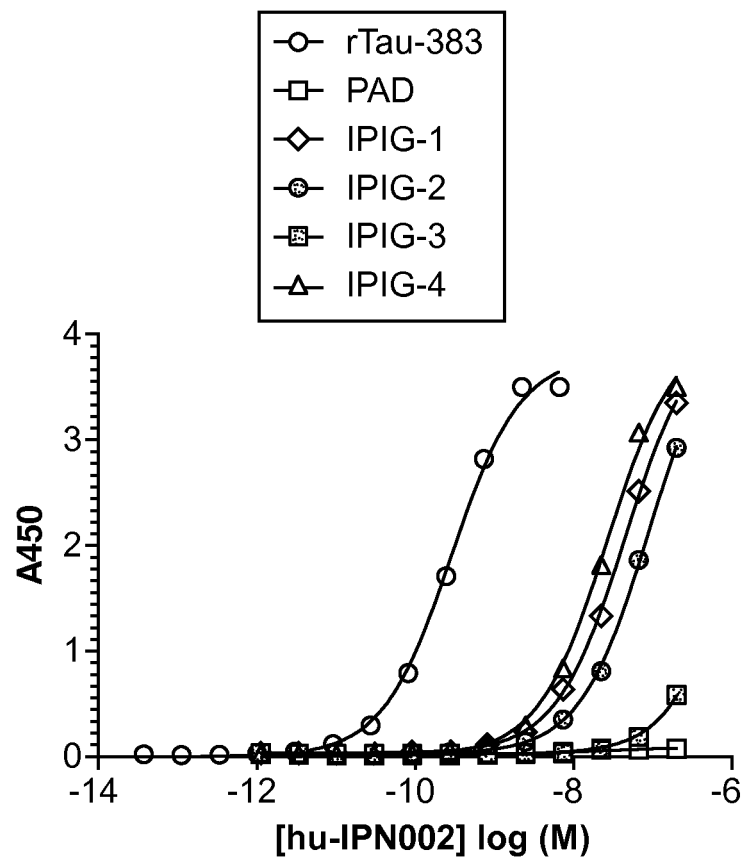 rTau-383
PAD
IPIG-1
IPIG-2
IPIG-3
IPIG-4
4
3
2
1
0
A450
-14 -12 -10 -8 -6
[hu-IPN002] log (M)